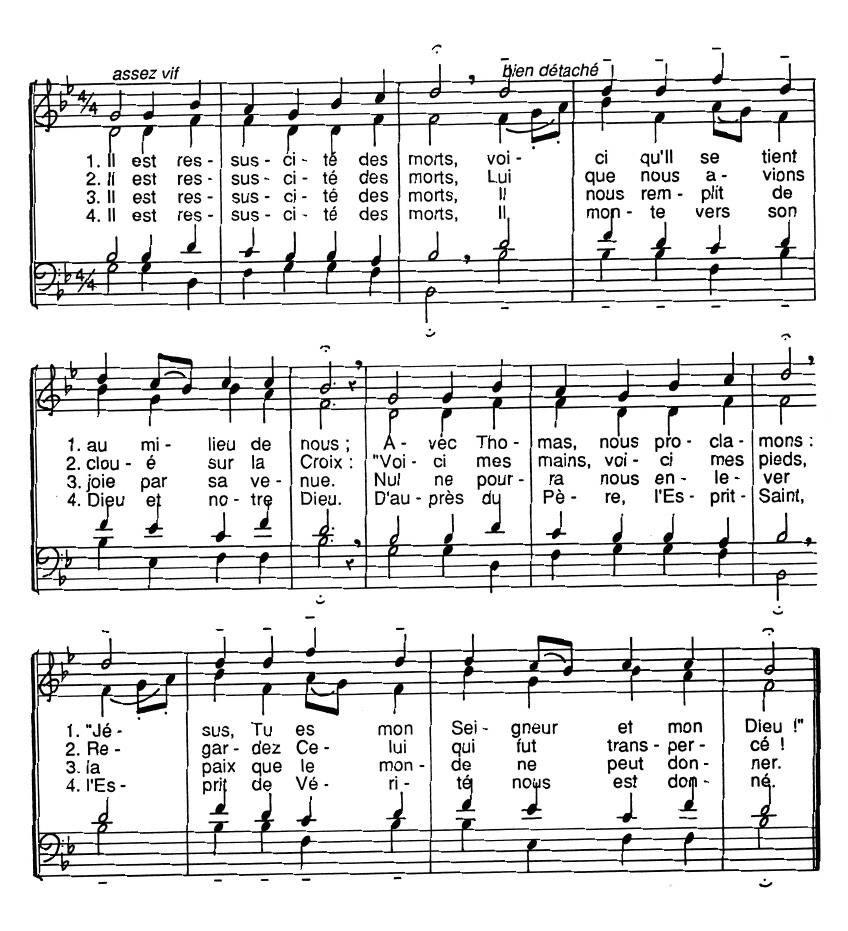 assez vif bien détaché
4/4
1. Il est res- sus- ci- té des morts, voi- ci qu'Il se tient
2. Il est res- sus- ci- té des morts, Lui que nous a- vions
3. Il est res- sus- ci- té des morts, Il nous rem- plit de
4. Il est res- sus- ci- té des morts, Il mon- te vers son
4/4
1. au mi- lieu de nous ; A- vec Tho- mas, nous pro- cla- mons :
2. clou- é sur la Croix : "Voi- ci mes mains, voi- ci mes pieds,
3. joie par sa ve- nue. Nul ne pour- ra nous en- le- ver
4. Dieu et no- tre Dieu. D'au- près du Pè- re, l'Es- prit- Saint,
1. "Jé- sus, Tu es mon Sei- gneur et mon Dieu !"
2. Re- gar- dez Ce- lui qui fut trans- per- cé !
3. la paix que le mon- de ne peut don- ner.
4. l'Es- prit de Vé- ri- té nous est don- né.